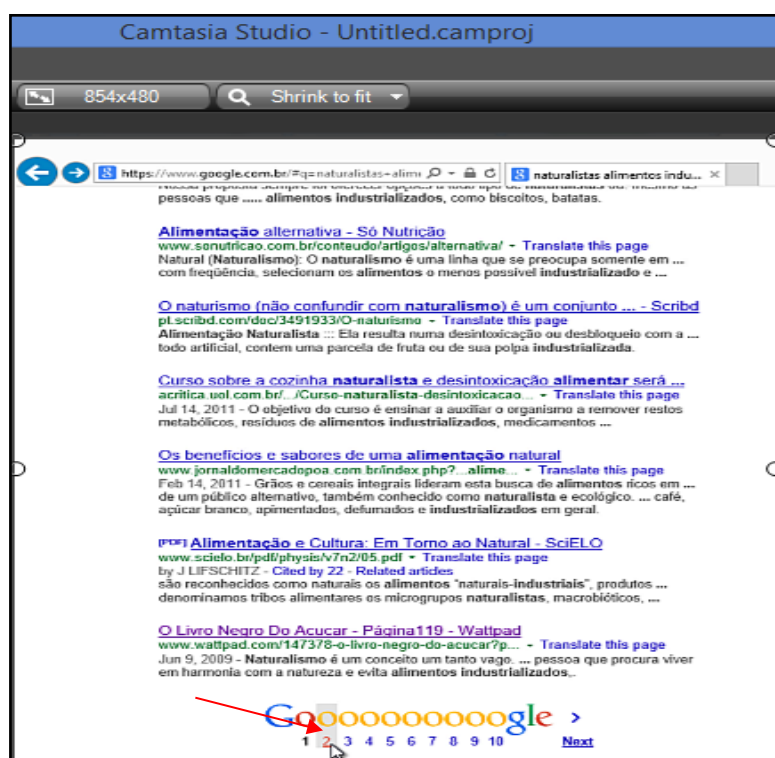 Camtasia Studio - Untitled.camproj
854x480 Shrink to fit
https://www.google.com.br/#q=naturalistas+alime naturalistas alimentos indu... ×
Nossa proposta sempre foi oferecer opções a todo tipo de naturalistas ou mesmo às
pessoas que ..... alimentos industrializados, como biscoitos, batatas.
Alimentação alternativa - Só Nutrição
www.sonutricao.com.br/conteudo/artigos/alternativa/ - Translate this page
Natural (Naturalismo): O naturalismo é uma linha que se preocupa somente em ...
com freqüência, selecionam os alimentos o menos possível industrializado e ...
O naturismo (não confundir com naturalismo) é um conjunto ... - Scribd
pt.scribd.com/doc/3491933/O-naturismo - Translate this page
Alimentação Naturalista ::: Ela resulta numa desintoxicação ou desbloqueio com a ...
todo artificial, contem uma parcela de fruta ou de sua polpa industrializada.
Curso sobre a cozinha naturalista e desintoxicação alimentar será ...
acritica.uol.com.br/.../Curso-naturalista-desintoxicacao... - Translate this page
Jul 14, 2011 - O objetivo do curso é ensinar a auxiliar o organismo a remover restos
metabólicos, resíduos de alimentos industrializados, medicamentos ...
Os benefícios e sabores de uma alimentação natural
www.jornaldomercadopoa.com.br/index.php?...alime... - Translate this page
Feb 14, 2011 - Grãos e cereais integrais lideram esta busca de alimentos ricos em ...
de um público alternativo, também conhecido como naturalista e ecológico. ... café,
açúcar branco, apimentados, defumados e industrializados em geral.
[PDF] Alimentação e Cultura: Em Torno ao Natural - SciELO
www.scielo.br/pdf/physis/v7n2/05.pdf - Translate this page
by J LIFSCHITZ - Cited by 22 - Related articles
são reconhecidos como naturais os alimentos "naturais-industriais", produtos ...
denominamos tribos alimentares os microgrupos naturalistas, macrobióticos, ...
O Livro Negro Do Acucar - Página119 - Wattpad
www.wattpad.com/147378-o-livro-negro-do-acucar?p... - Translate this page
Jun 9, 2009 - Naturalismo é um conceito um tanto vago. ... pessoa que procura viver
em harmonia com a natureza e evita alimentos industrializados,.
Goooooooooogle >
1 2 3 4 5 6 7 8 9 10 Next